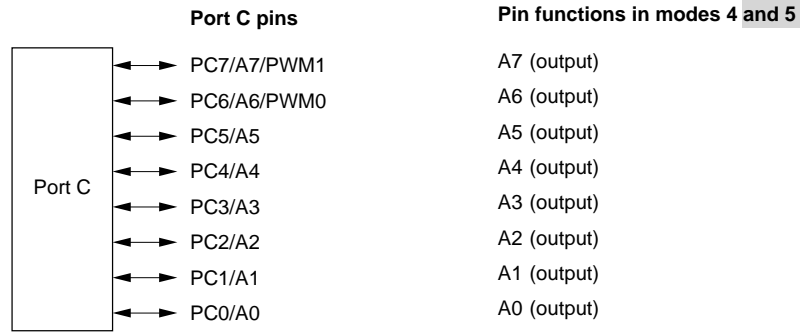 Port C pins Pin functions in modes 4 and 5
PC7/A7/PWM1 A7 (output)
PC6/A6/PWM0 A6 (output)
PC5/A5 A5 (output)
PC4/A4 A4 (output)
Port C
PC3/A3 A3 (output)
PC2/A2 A2 (output)
PC1/A1 A1 (output)
PC0/A0 A0 (output)